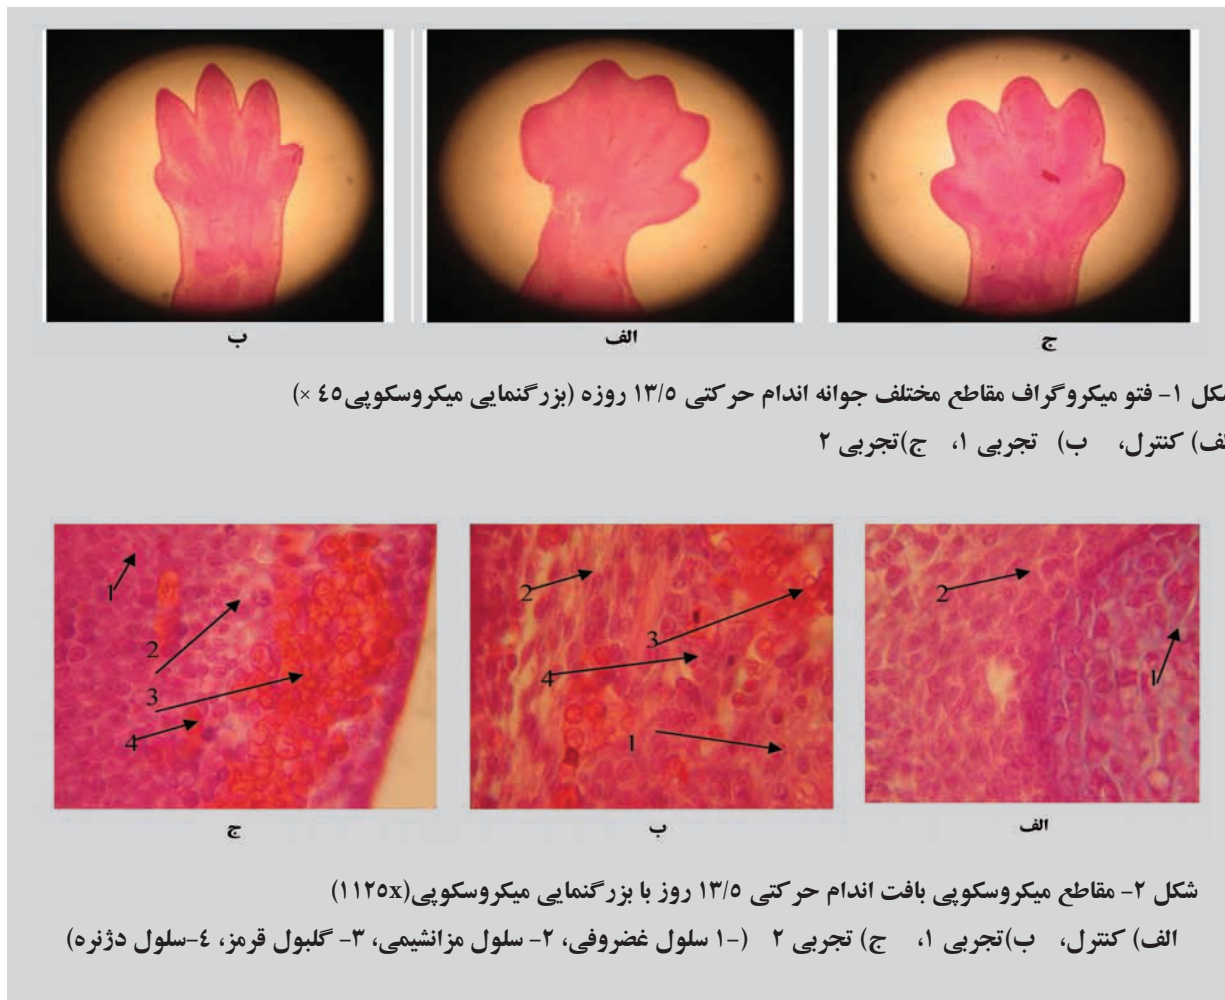 ج الف ب
شکل ۱- فتو میکروگراف مقاطع مختلف جوانه اندام حرکتی ۱۳/۵ روزه (بزرگنمایی میکروسکوپی۴۵ ×)
لف) کنترل، ب) تجربی ۱، ج)تجربی ۲
2
1
2
3
4
1
1
2
3
4
الف ب ج
شکل ۲- مقاطع میکروسکوپی بافت اندام حرکتی ۱۳/۵ روز با بزرگنمایی میکروسکوپی(۱۱۲۵x)
الف) کنترل، ب)تجربی ۱، ج) تجربی ۲ (-۱ سلول غضروفی، ۲- سلول مزانشیمی، ۳- گلبول قرمز، ۴-سلول دژنره)